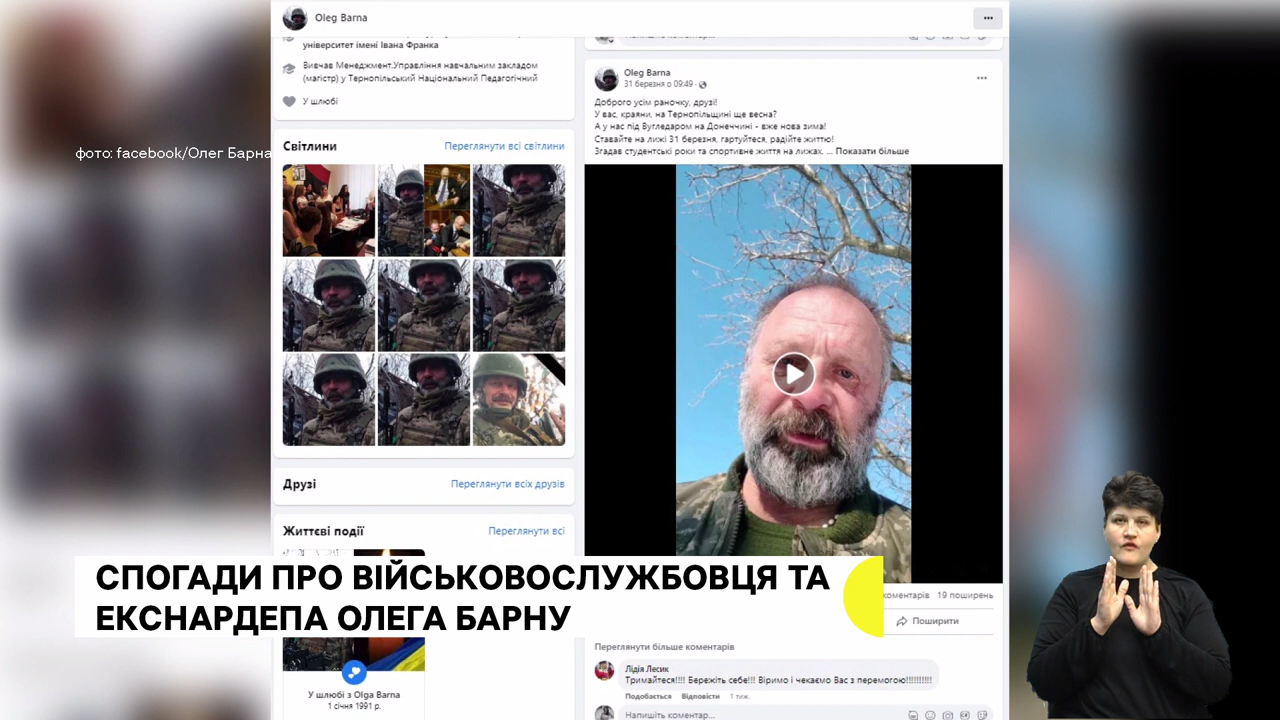 Oleg Barna
університет імені Івана Франка
Вивчав Менеджмент.Управління навчальним закладом
(магістр) у Тернопільський Національний Педагогічний
У шлюбі
фото: facebook/Олег Барна
Світлини
Переглянути всі світлини
Друзі
Переглянути всіх друзів
Життєві події
Переглянути всі
У шлюбі з Olga Barna
1 січня 1991 р.
Oleg Barna
31 березня о 09:49 ·
Доброго усім раночку, друзі!
У вас, краяни, на Тернопільщині ще весна?
А у нас під Вугледаром на Донеччині - вже нова зима!
Ставайте на лижі 31 березня, гартуйтеся, радійте життю!
Згадав студентські роки та спортивне життя на лижах. ... Показати більше
СПОГАДИ ПРО ВІЙСЬКОВОСЛУЖБОВЦЯ ТА
ЕКСНАРДЕПА ОЛЕГА БАРНУ
коментарів 19 поширень
Поширити
Переглянути більше коментарів
Лідія Лесик
Тримайтеся!!!! Бережіть себе!!! Віримо і чекаємо Вас з перемогою!!!!!!!!!!
Подобається Відповісти 1 тиж.
Напишіть коментар...